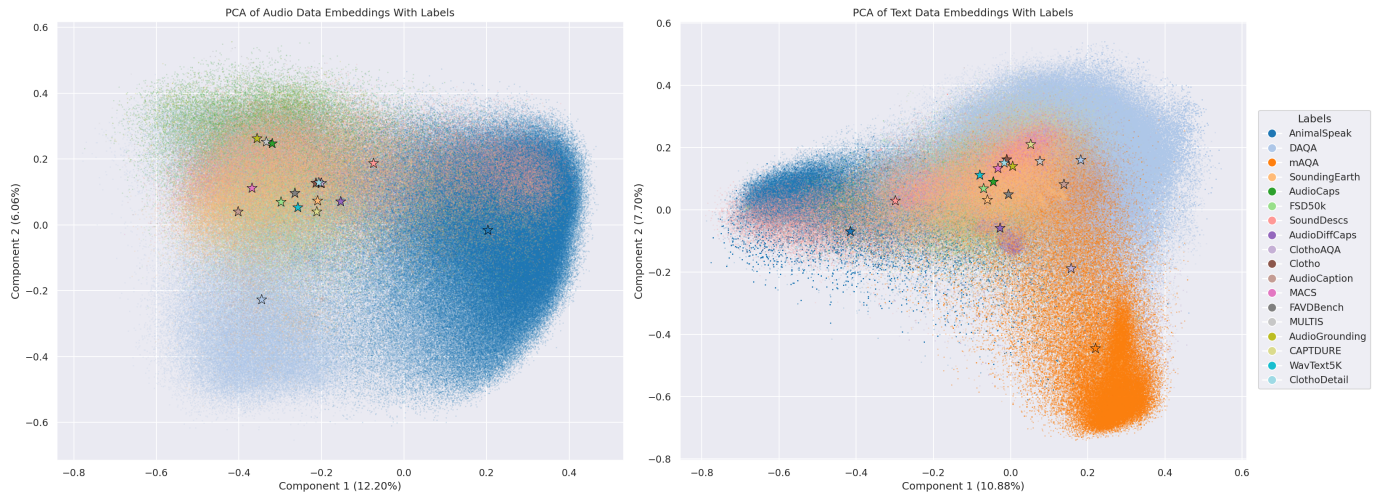 PCA of Audio Data Embeddings With Labels
0.6
0.4
0.2
0.0
−0.2
−0.4
−0.6
Component 2 (6.06%)
−0.8
−0.6
−0.4
−0.2
0.0
0.2
0.4
Component 1 (12.20%)
PCA of Text Data Embeddings With Labels
0.6
0.4
0.2
0.0
−0.2
−0.4
−0.6
−0.8
Component 2 (7.70%)
−0.8
−0.6
−0.4
−0.2
0.0
0.2
0.4
0.6
Component 1 (10.88%)
Labels
AnimalSpeak
DAQA
mAQA
SoundingEarth
AudioCaps
FSD50k
SoundDescs
AudioDiffCaps
ClothoAQA
Clotho
AudioCaption
MACS
FAVDBench
MULTIS
AudioGrounding
CAPTDURE
WavText5K
ClothoDetail